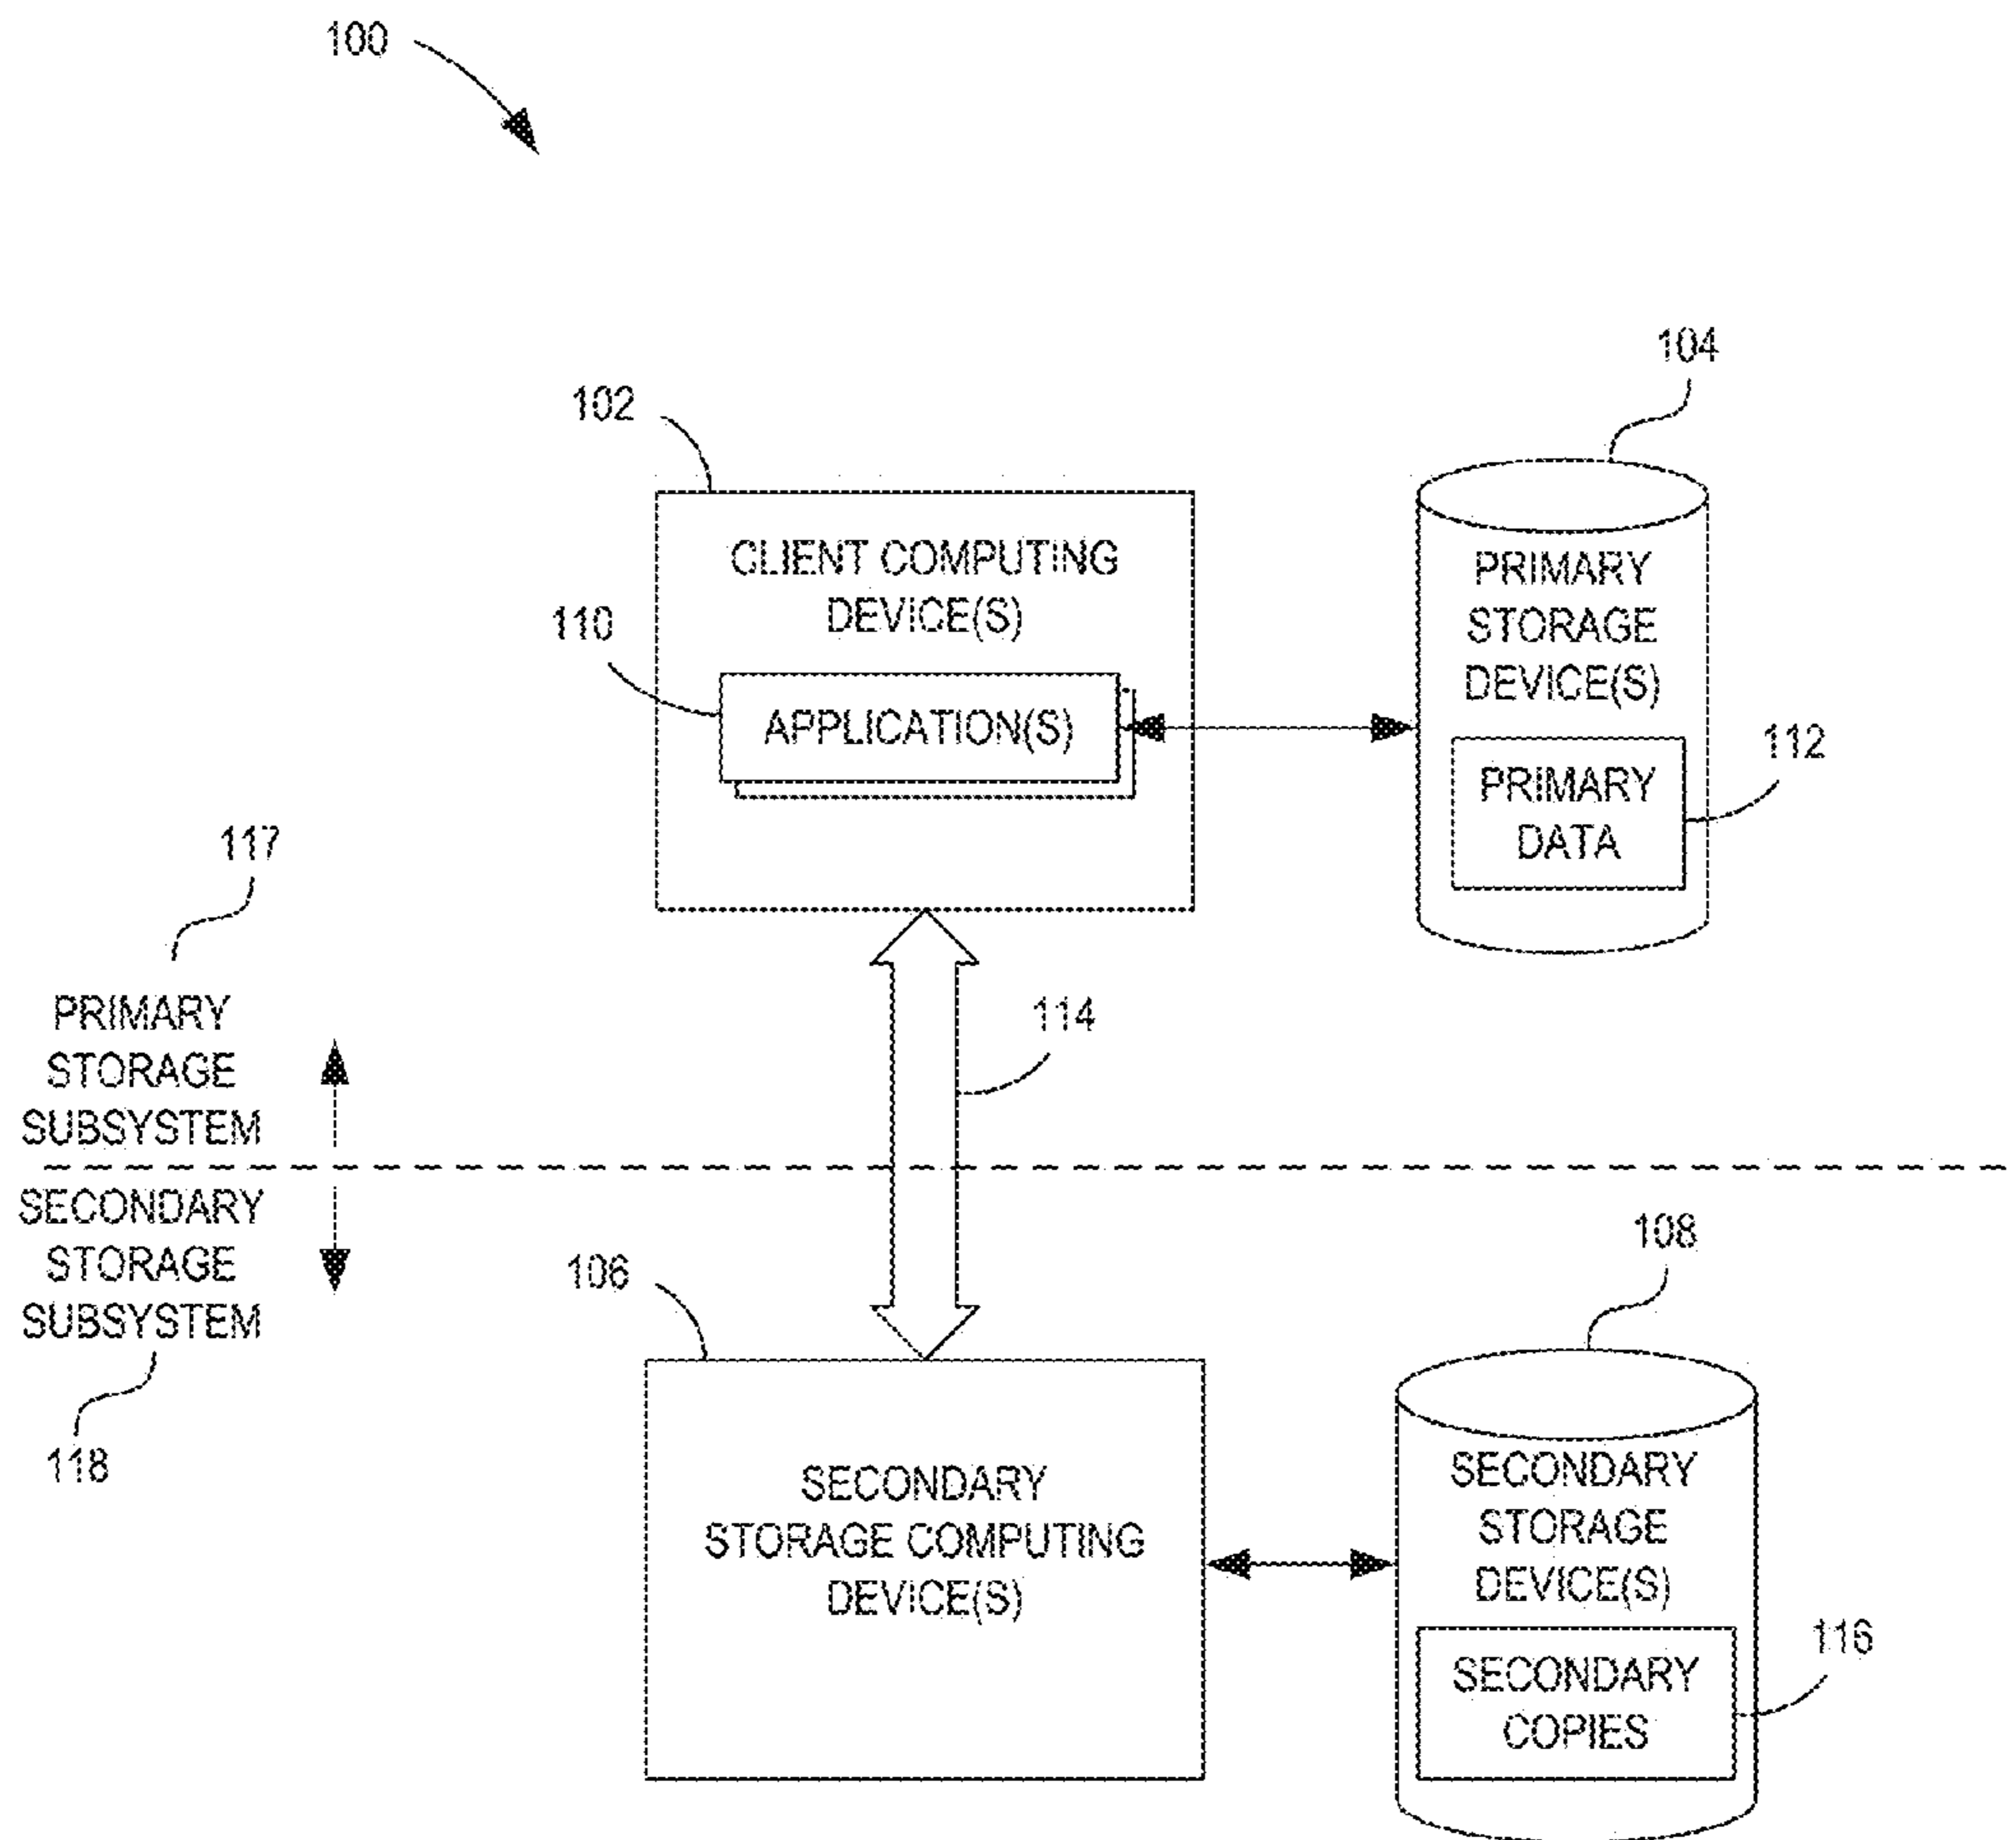 100
104
102
CLIENT COMPUTING
DEVICE(S)
110
APPLICATION(S)
PRIMARY
STORAGE
DEVICE(S)
112
PRIMARY
DATA
117
PRIMARY
STORAGE
SUBSYSTEM
114
SECONDARY
STORAGE
SUBSYSTEM
118
106
108
SECONDARY
STORAGE COMPUTING
DEVICE(S)
SECONDARY
STORAGE
DEVICE(S)
116
SECONDARY
COPIES